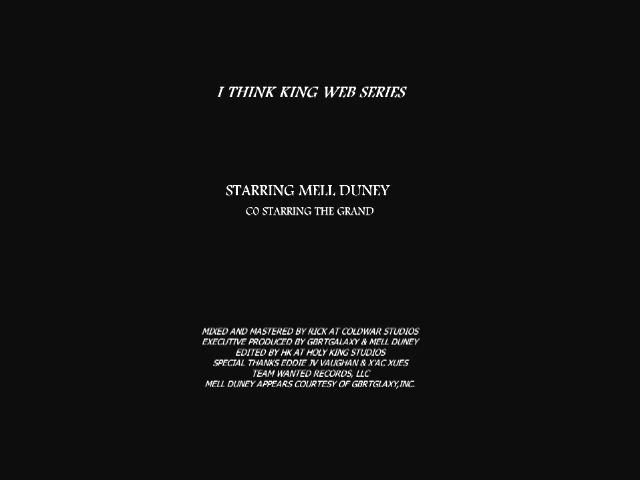 I THINK KING WEB SERIES
STARRING MELL DUNEY
CO STARRING THE GRAND
MIXED AND MASTERED BY RICK AT COLDWAR STUDIOS
EXECUTIVE PRODUCED BY GBRTGALAXY & MELL DUNEY
EDITED BY HK AT HOLY KING STUDIOS
SPECIAL THANKS EDDIE JV VAUGHAN & X'AC XUES
TEAM WANTED RECORDS, LLC
MELL DUNEY APPEARS COURTESY OF GBRTGLAXY,INC.